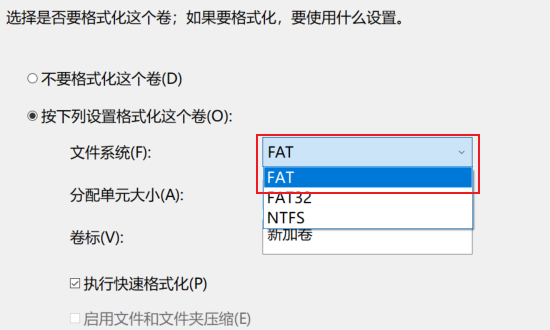 选择是否要格式化这个卷；如果要格式化，要使用什么设置。
不要格式化这个卷(D)
按下列设置格式化这个卷(O):
文件系统(F):
FAT
FAT
分配单元大小(A):
FAT32
NTFS
卷标(V):
新加卷
执行快速格式化(P)
启用文件和文件夹压缩(E)